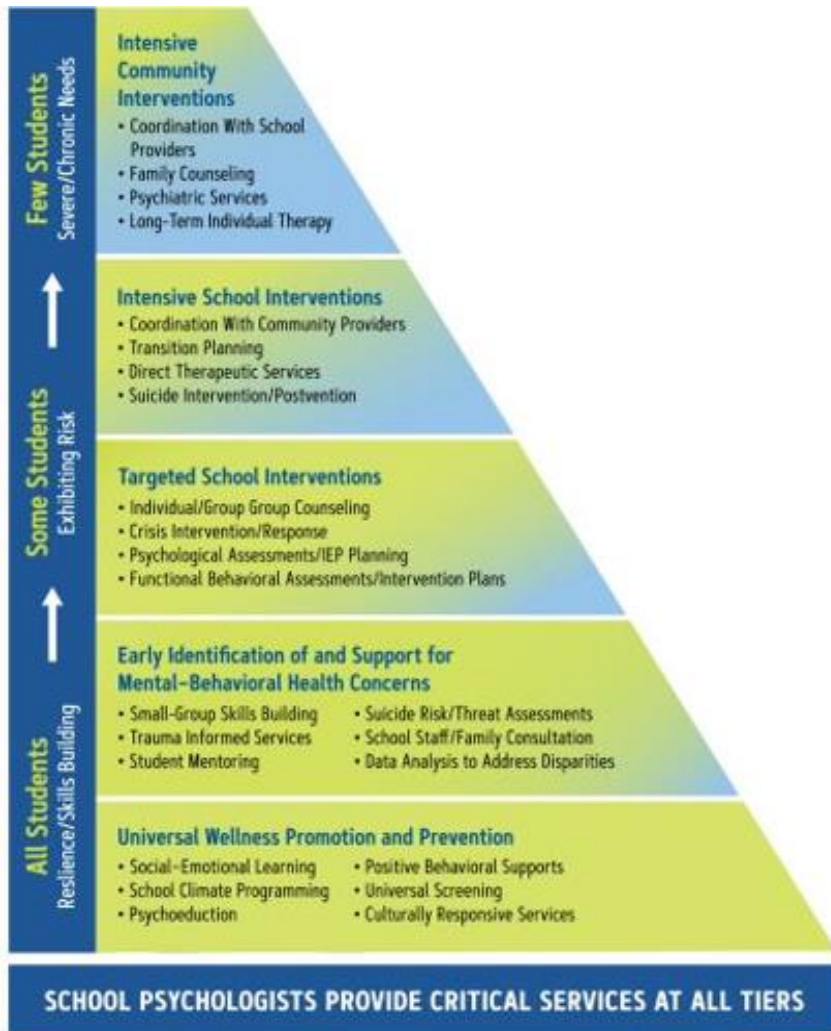 Few Students
Severe/Chronic Needs
Intensive
Community
Interventions
• Coordination With School
Providers
• Family Counseling
• Psychiatric Services
• Long-Term Individual Therapy
Intensive School Interventions
• Coordination With Community Providers
• Transition Planning
• Direct Therapeutic Services
• Suicide Intervention/Postvention
Some Students
Exhibiting Risk
Targeted School Interventions
• Individual/Group Group Counseling
• Crisis Intervention/Response
• Psychological Assessments/IEP Planning
• Functional Behavioral Assessments/Intervention Plans
All Students
Reslience/Skills Building
Early Identification of and Support for
Mental-Behavioral Health Concerns
• Small-Group Skills Building
• Trauma Informed Services
• Student Mentoring
• Suicide Risk/Threat Assessments
• School Staff/Family Consultation
• Data Analysis to Address Disparities
Universal Wellness Promotion and Prevention
• Social-Emotional Learning
• School Climate Programming
• Psychoeduction
• Positive Behavioral Supports
• Universal Screening
• Culturally Responsive Services
SCHOOL PSYCHOLOGISTS PROVIDE CRITICAL SERVICES AT ALL TIERS